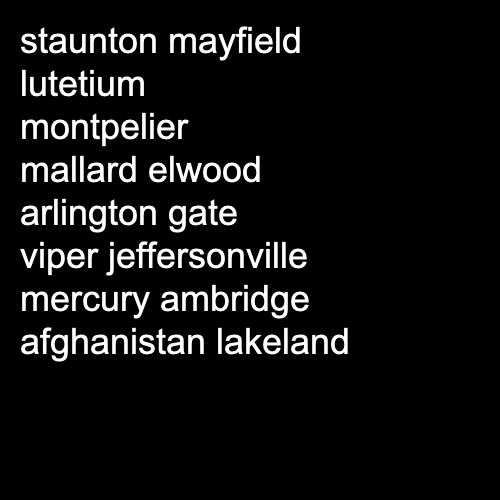 staunton mayfield
lutetium
montpelier
mallard elwood
arlington gate
viper jeffersonville
mercury ambridge
afghanistan lakeland